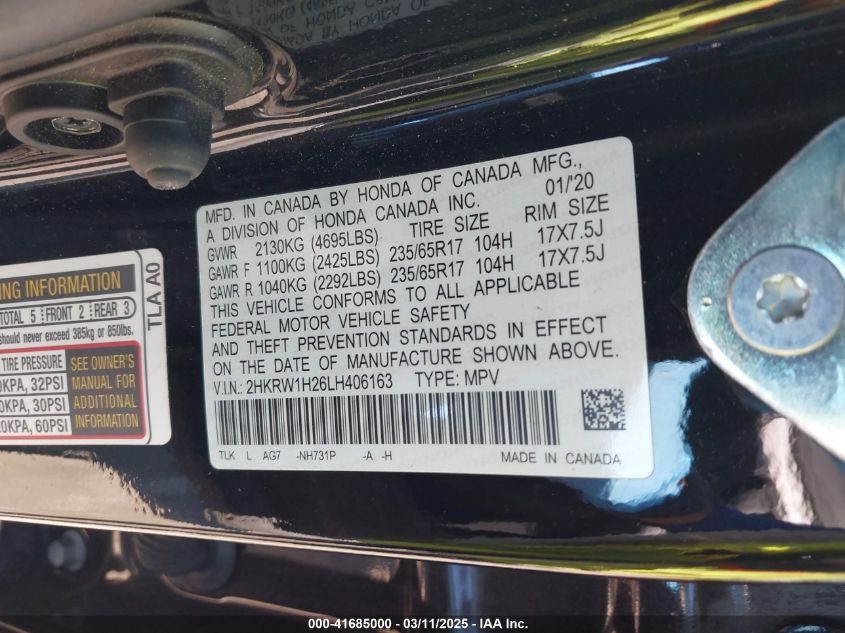 MFD. IN CANADA BY HONDA OF CANADA MFG.,
A DIVISION OF HONDA CANADA INC. 01/'20
GVWR 2130KG (4695LBS) TIRE SIZE RIM SIZE
GAWR F 1100KG (2425LBS) 235/65R17 104H 17X7.5J
GAWR R 1040KG (2292LBS) 235/65R17 104H 17X7.5J
THIS VEHICLE CONFORMS TO ALL APPLICABLE
FEDERAL MOTOR VEHICLE SAFETY
AND THEFT PREVENTION STANDARDS IN EFFECT
ON THE DATE OF MANUFACTURE SHOWN ABOVE.
V.I.N.: 2HKRW1H26LH406163 TYPE: MPV
TLK L AG7 -NH731P -A -H MADE IN CANADA
ING INFORMATION
TOTAL 5 FRONT 2 REAR 3
should never exceed 385kg or 850lbs.
TIRE PRESSURE
0KPA, 32PSI
0KPA, 30PSI
20KPA, 60PSI
SEE OWNER'S
MANUAL FOR
ADDITIONAL
INFORMATION
TLA A0
000-41685000 - 03/11/2025 - IAA Inc.